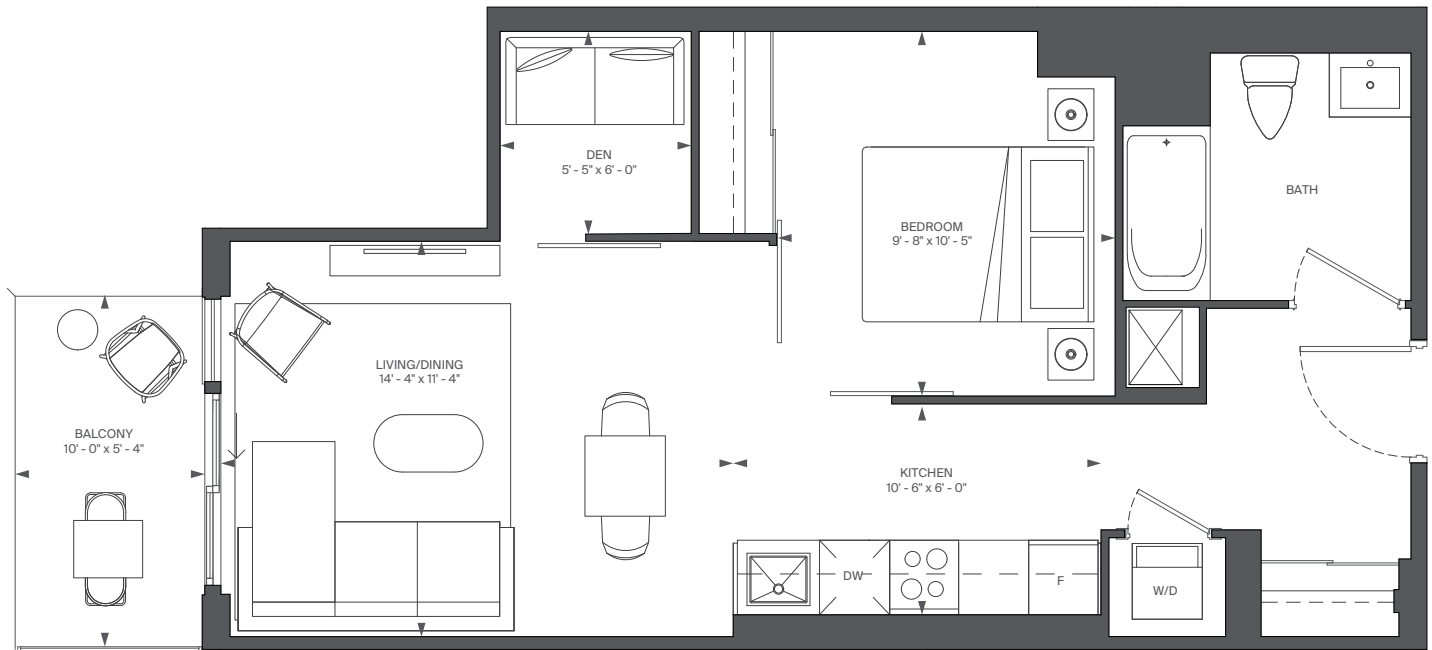 DEN
5' - 5" x 6' - 0"
BATH
BEDROOM
9' - 8" x 10' - 5"
LIVING/DINING
14' - 4" x 11' - 4"
BALCONY
10' - 0" x 5' - 4"
KITCHEN
10' - 6" x 6' - 0"
DW
F
W/D